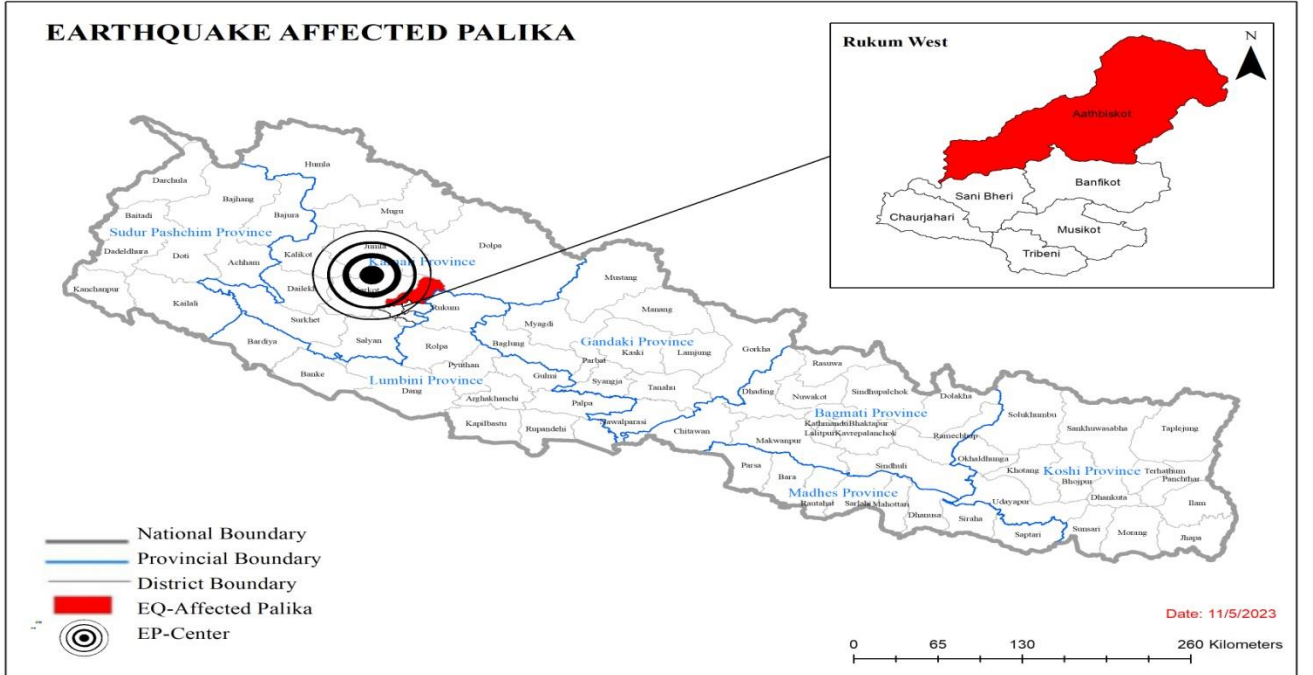 EARTHQUAKE AFFECTED PALIKA
Rukum West
N
Aathbiskot
Banfikot
Sani Bheri
Chaurjahari
Musikot
Tribeni
Humla
Darchula
Bajhang
Mugu
Baitadi
Bajura
Sudur Pashchim Province
Jumla
Dolpa
Dadeldhura
Doti
Kalikot
Achham
Mustang
Kanchanpur
Dailekh
Kailali
Rukum
Manang
Surkhet
Myagdi
Bardiya
Salyan
Rolpa
Baglung
Gandaki Province
Gorkha
Kaski
Lamjung
Parbat
Rasuwa
Pyuthan
Banke
Lumbini Province
Gulmi
Syangja
Tanahu
Dhading
Nuwakot
Sindhupalchok
Dolakha
Dang
Solukhumbu
Arghakhanchi
Palpa
Bagmati Province
Sankhuwasabha
Taplejung
Kapilbastu
Rupandehi
Nawalparasi
Chitawan
Kathmandu
Bhaktapur
Lalitpur
Kavrepalanchok
Ramechhap
Makwanpur
Okhaldhunga
Parsa
Sindhuli
Khotang
Koshi Province
Terhathum
Panchthar
Bhojpur
Bara
Madhes Province
Udayapur
Dhankuta
Ilam
Rautahat
Sarlahi
Mahottari
Dhanusa
Siraha
Saptari
Sunsari
Morang
Jhapa
National Boundary
Provincial Boundary
District Boundary
EQ-Affected Palika
EP-Center
Date: 11/5/2023
0 65 130 260 Kilometers